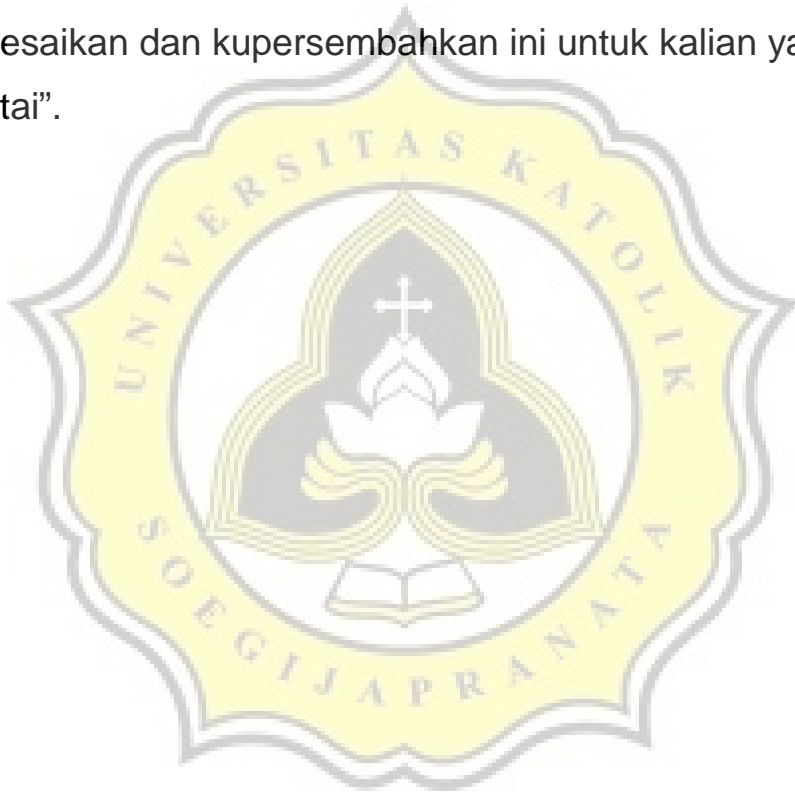 esaikan dan kupersembahkan ini untuk kalian ya
tai”.
UNIVERSITAS KATOLIK
SOEGIJAPRANATA